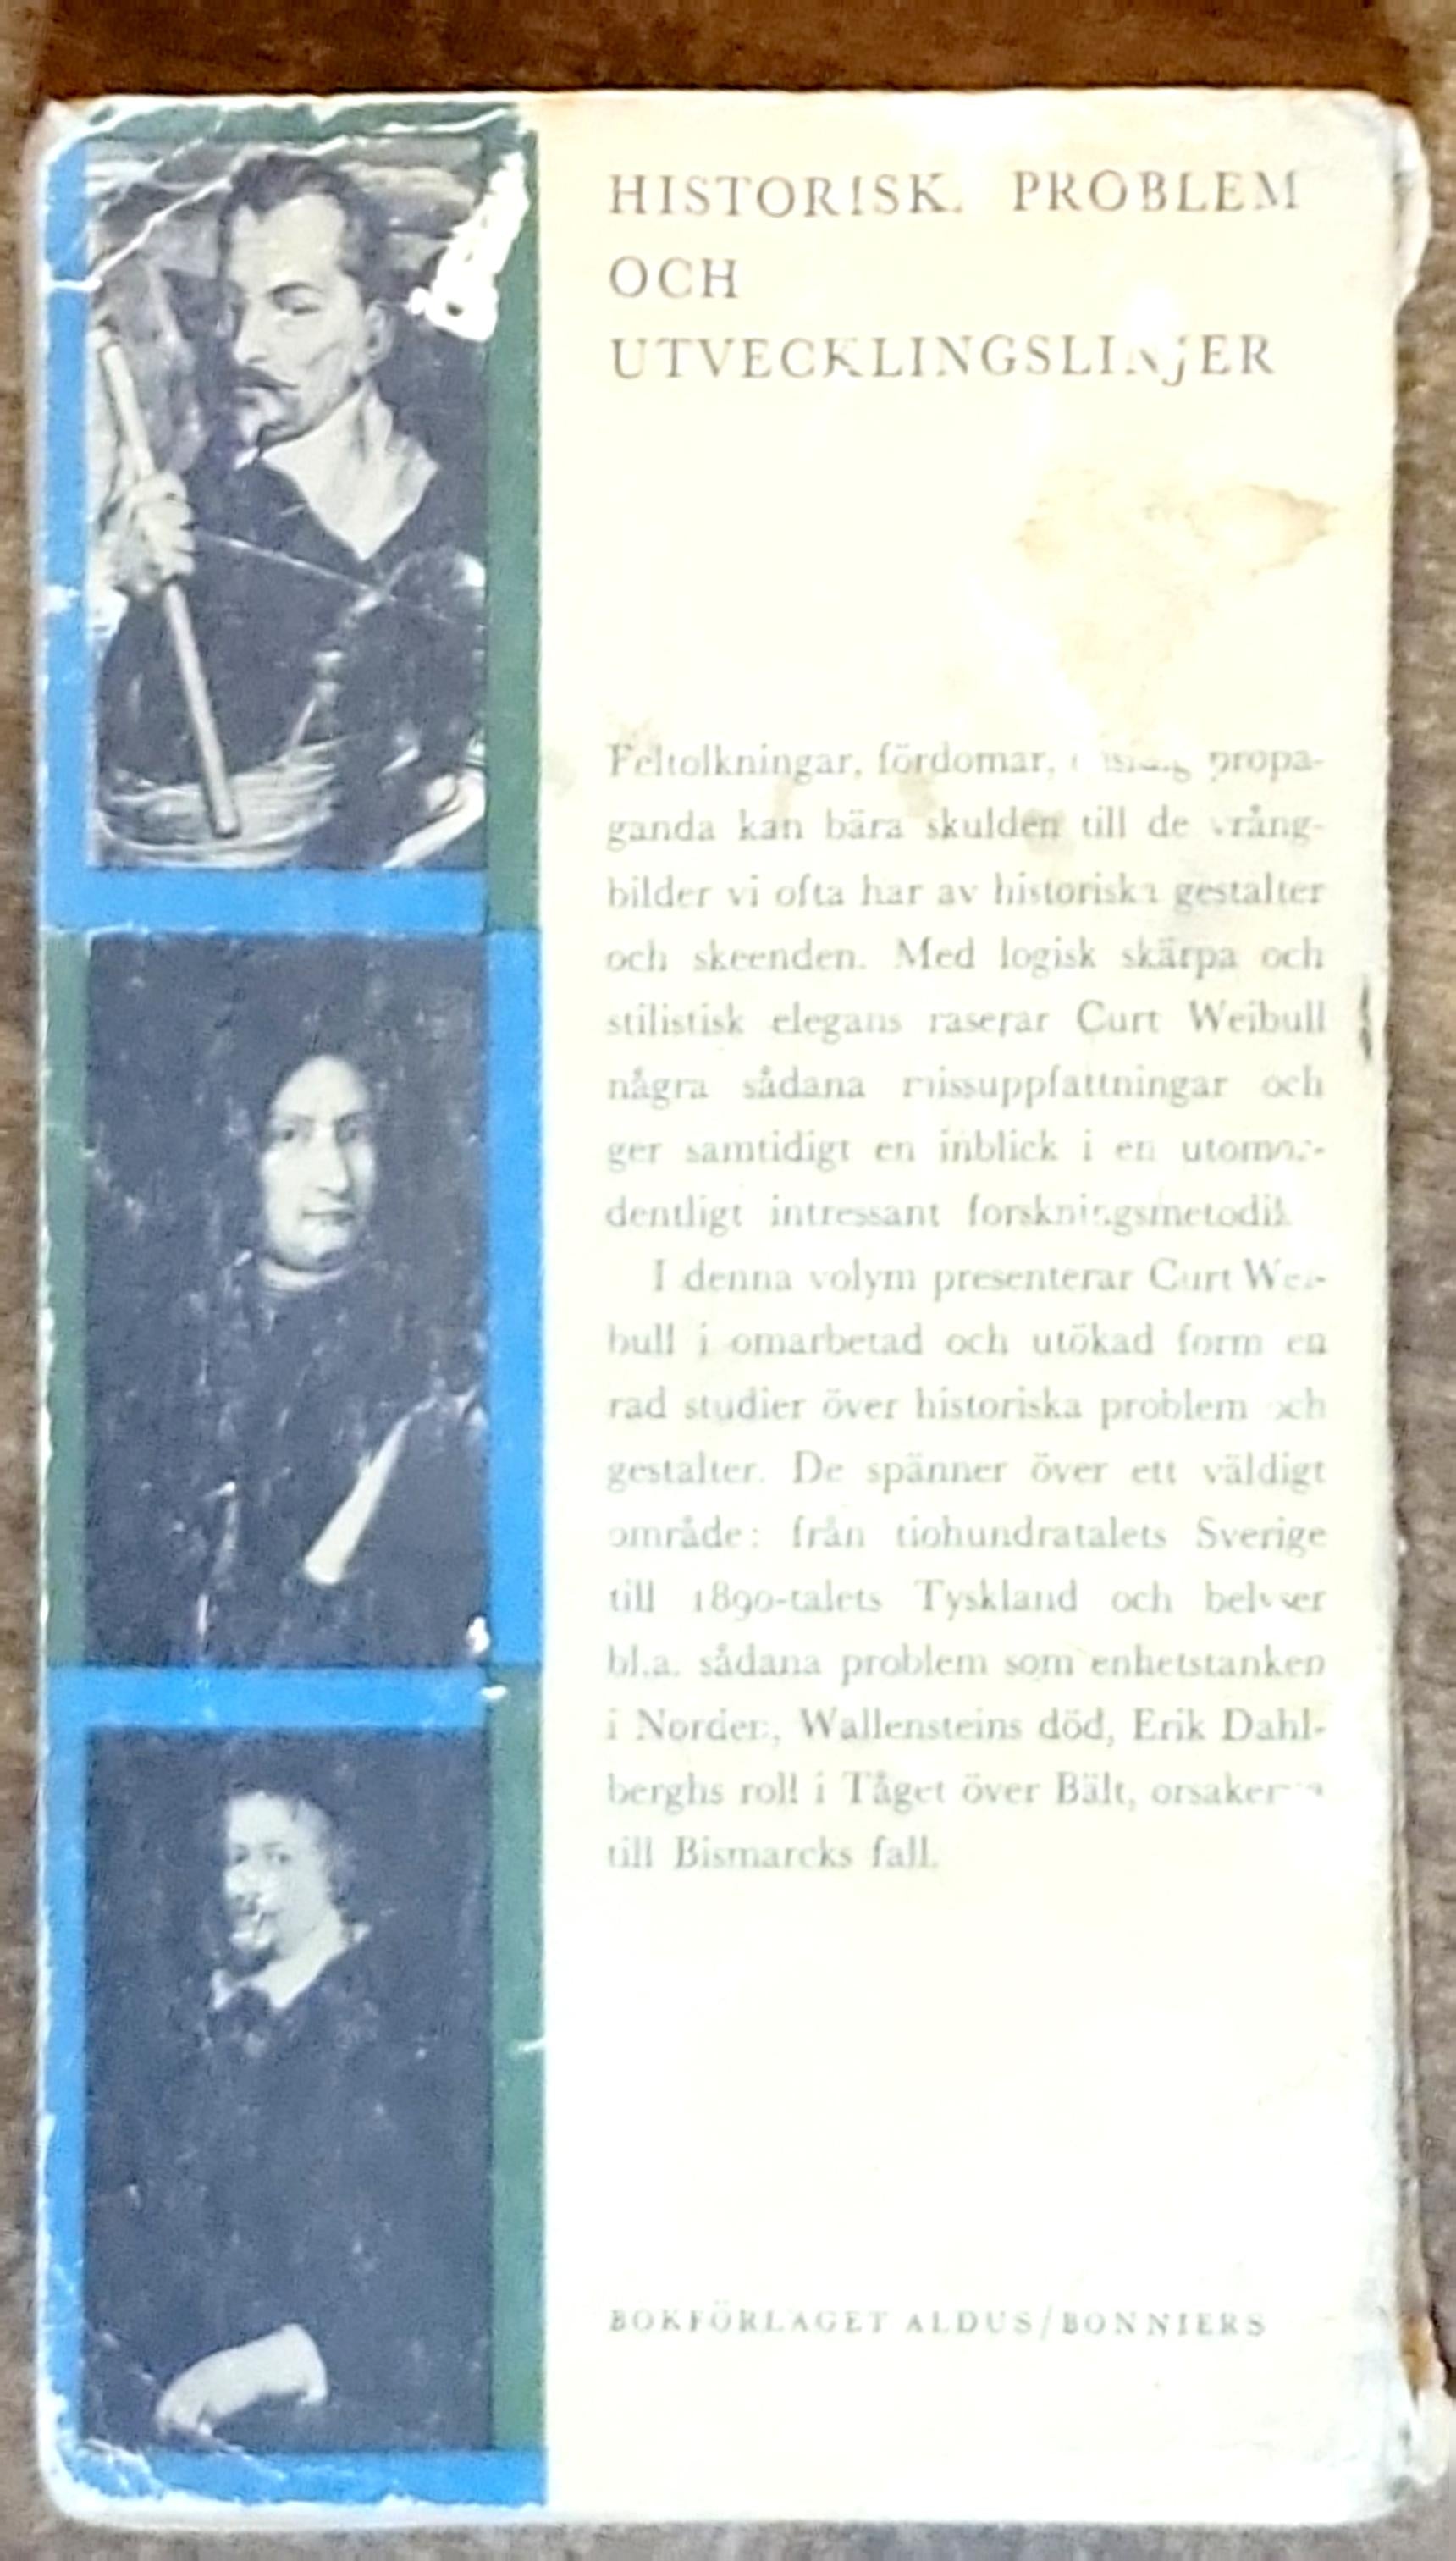 HISTORISK. PROBLEM
OCH
UTVECKLINGSLINJER
Feltolkningar, fördomar, propa-
ganda kan bära skulden till de vrång-
bilder vi ofta har av historiska gestalter
och skeenden. Med logisk skärpa och
stilistisk elegans raserar Curt Weibull
några sådana missuppfattningar och
ger samtidigt en inblick i en utomor-
dentligt intressant forskningsmetodik
I denna volym presenterar Curt Wei-
bull i omarbetad och utökad form en
rad studier över historiska problem och
gestalter. De spänner över ett väldigt
område: från tiohundratalets Sverige
till 1890-talets Tyskland och belyser
bl.a. sådana problem som enhetstanken
i Norden, Wallensteins död, Erik Dahl-
berghs roll i Tåget över Bält, orsakerna
till Bismarcks fall.
BOKFÖRLAGET ALDUS/BONNIERS